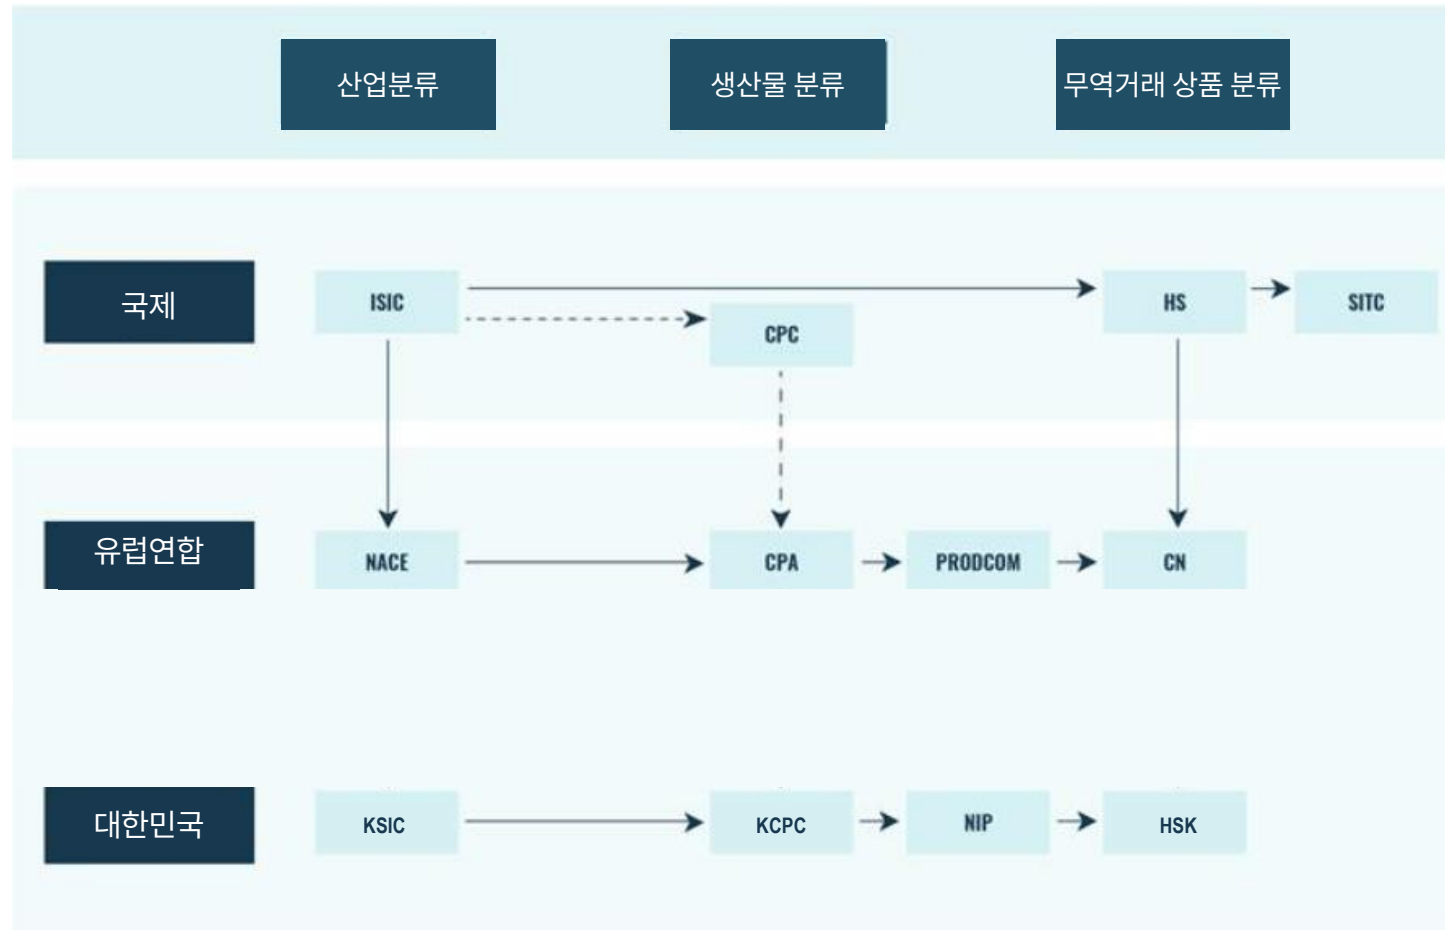 산업분류
생산물 분류
무역거래 상품 분류
국제
ISIC
CPC
HS
SITC
유럽연합
NACE
CPA
PRODCOM
CN
대한민국
KSIC
KCPC
NIP
HSK